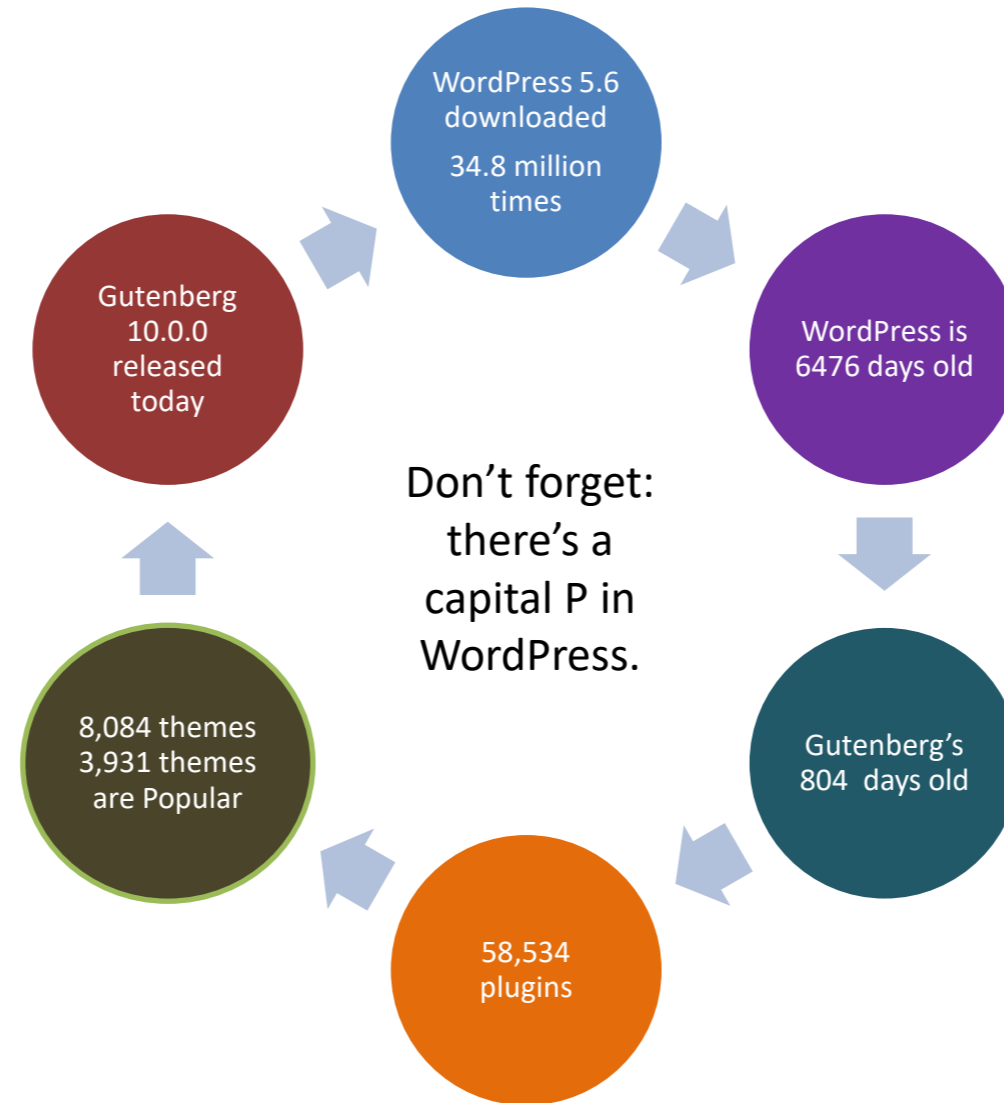 WordPress 5.6
downloaded
34.8 million
times
WordPress is
6476 days old
Gutenberg’s
804  days old
58,534
plugins
8,084 themes
3,931 themes
are Popular
Gutenberg
10.0.0
released
today
Don’t forget:
there’s a
capital P in
WordPress.